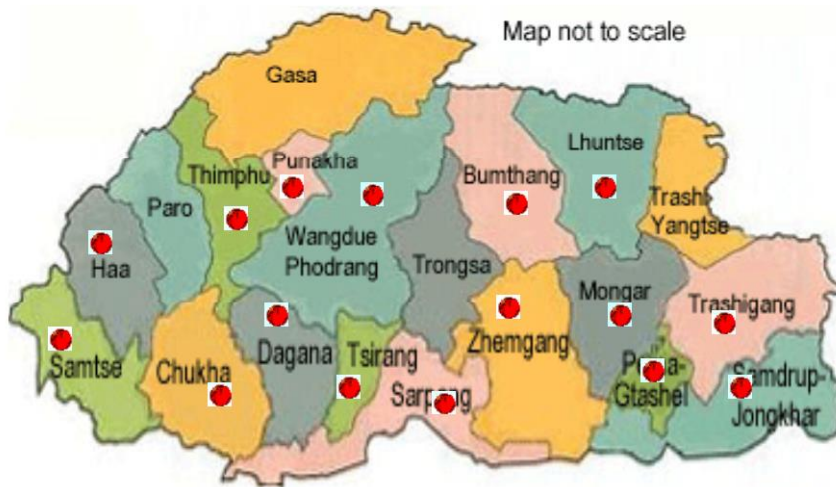 Map not to scale
Gasa
Lhuntse
Punakha
Thimphu
Bumthang
Paro
Trashi
Yangtse
Wangdue
Phodrang
Haa
Trongsa
Mongar
Trashigang
Zhemgang
Dagana
Tsirang
Samtse
Chukha
Gtashel
Samdrup-
Jongkhar